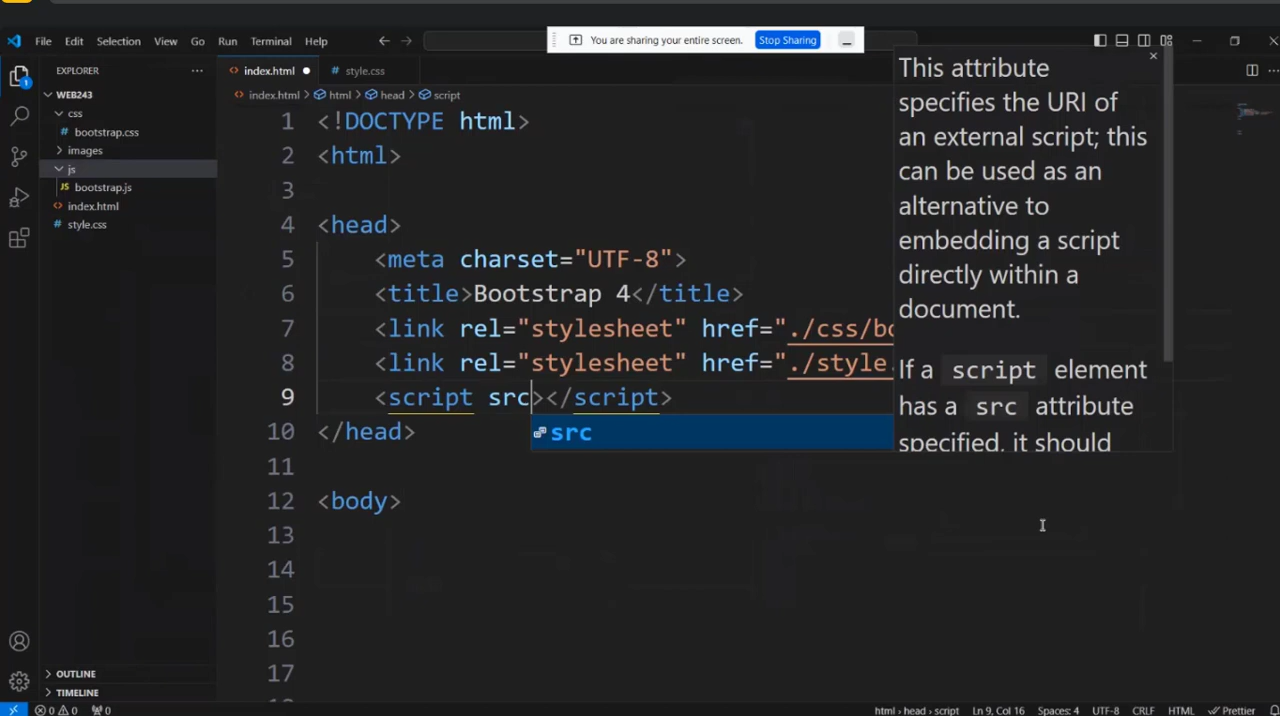 File Edit Selection View Go Run Terminal Help
You are sharing your entire screen. Stop Sharing
EXPLORER
WEB243
css
bootstrap.css
images
js
bootstrap.js
index.html
style.css
OUTLINE
TIMELINE
1
index.html
style.css
index.html > html > head > script
1 <!DOCTYPE html>
2 <html>
3
4 <head>
5 <meta charset="UTF-8">
6 <title>Bootstrap 4</title>
7 <link rel="stylesheet" href="./css/bo
8 <link rel="stylesheet" href="./style.
9 <script src></script>
10 </head>
11
12 <body>
13
14
15
16
17
src
This attribute
specifies the URI of
an external script; this
can be used as an
alternative to
embedding a script
directly within a
document.
If a script element
has a src attribute
specified, it should
0 0 0
html > head > script Ln 9, Col 16 Spaces: 4 UTF-8 CRLF HTML Prettier